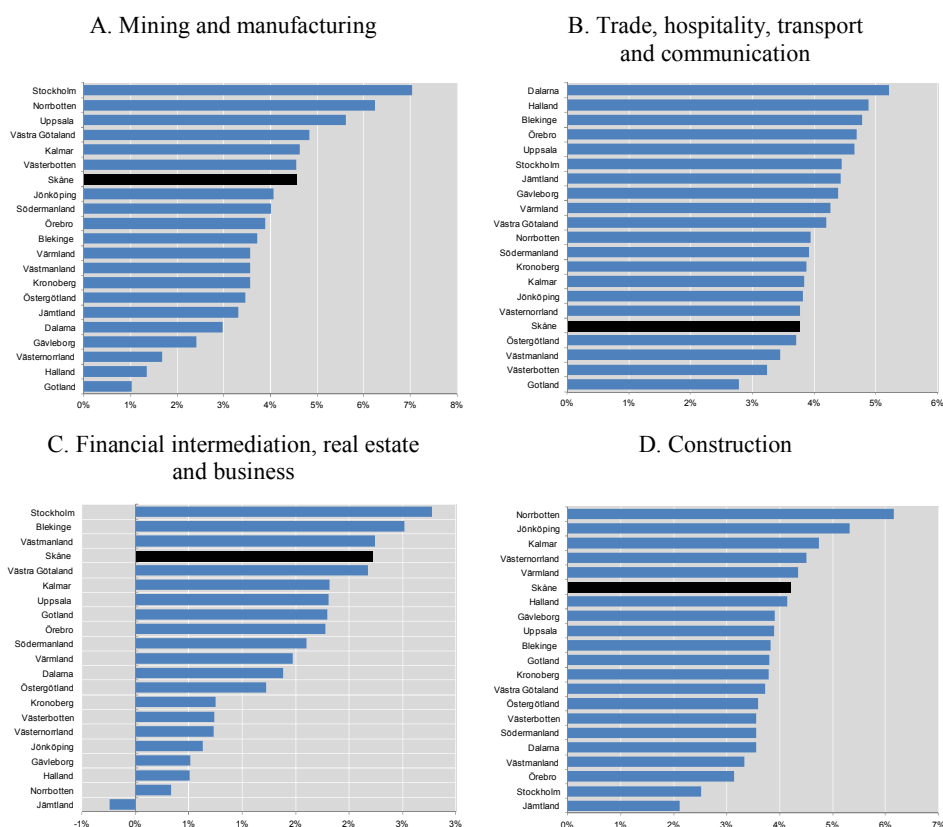 A. Mining and manufacturing
Stockholm
Norrbotten
Uppsala
Västra Götaland
Kalmar
Västerbotten
Skåne
Jönköping
Södermanland
Örebro
Blekinge
Värmland
Västmanland
Kronoberg
Östergötland
Jämtland
Dalarna
Gävleborg
Västernorrland
Halland
Gotland
0% 1% 2% 3% 4% 5% 6% 7% 8%
B. Trade, hospitality, transport
and communication
Dalarna
Halland
Blekinge
Örebro
Uppsala
Stockholm
Jämtland
Gävleborg
Värmland
Västra Götaland
Norrbotten
Södermanland
Kronoberg
Kalmar
Jönköping
Västernorrland
Skåne
Östergötland
Västmanland
Västerbotten
Gotland
0% 1% 2% 3% 4% 5% 6%
C. Financial intermediation, real estate
and business
Stockholm
Blekinge
Västmanland
Skåne
Västra Götaland
Kalmar
Uppsala
Gotland
Örebro
Södermanland
Värmland
Dalarna
Östergötland
Kronoberg
Västerbotten
Västernorrland
Jönköping
Gävleborg
Halland
Norrbotten
Jämtland
-1% 0% 1% 1% 2% 2% 3%
D. Construction
Norrbotten
Jönköping
Kalmar
Västernorrland
Värmland
Skåne
Halland
Gävleborg
Uppsala
Blekinge
Gotland
Kronoberg
Västra Götaland
Östergötland
Västerbotten
Södermanland
Dalarna
Västmanland
Örebro
Stockholm
Jämtland
0% 1% 2% 3% 4% 5% 6% 7%